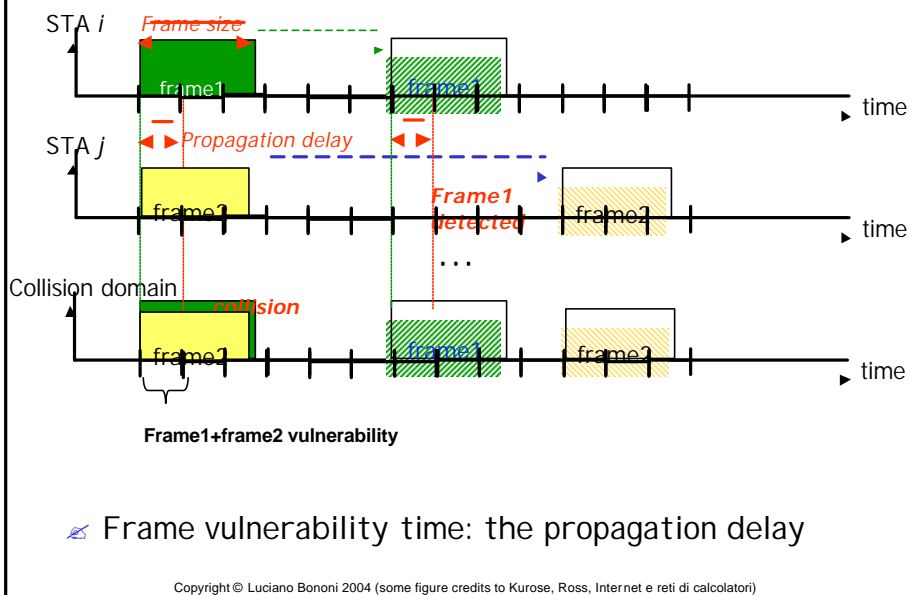 STA i
Frame size
frame1
frame1
time
Propagation delay
STA j
frame2
Frame1
detected
frame2
time
...
Collision domain
collision
frame2
frame1
frame2
time
Frame1+frame2 vulnerability
Frame vulnerability time: the propagation delay
Copyright © Luciano Bononi 2004 (some figure credits to Kurose, Ross, Internet e reti di calcolatori)